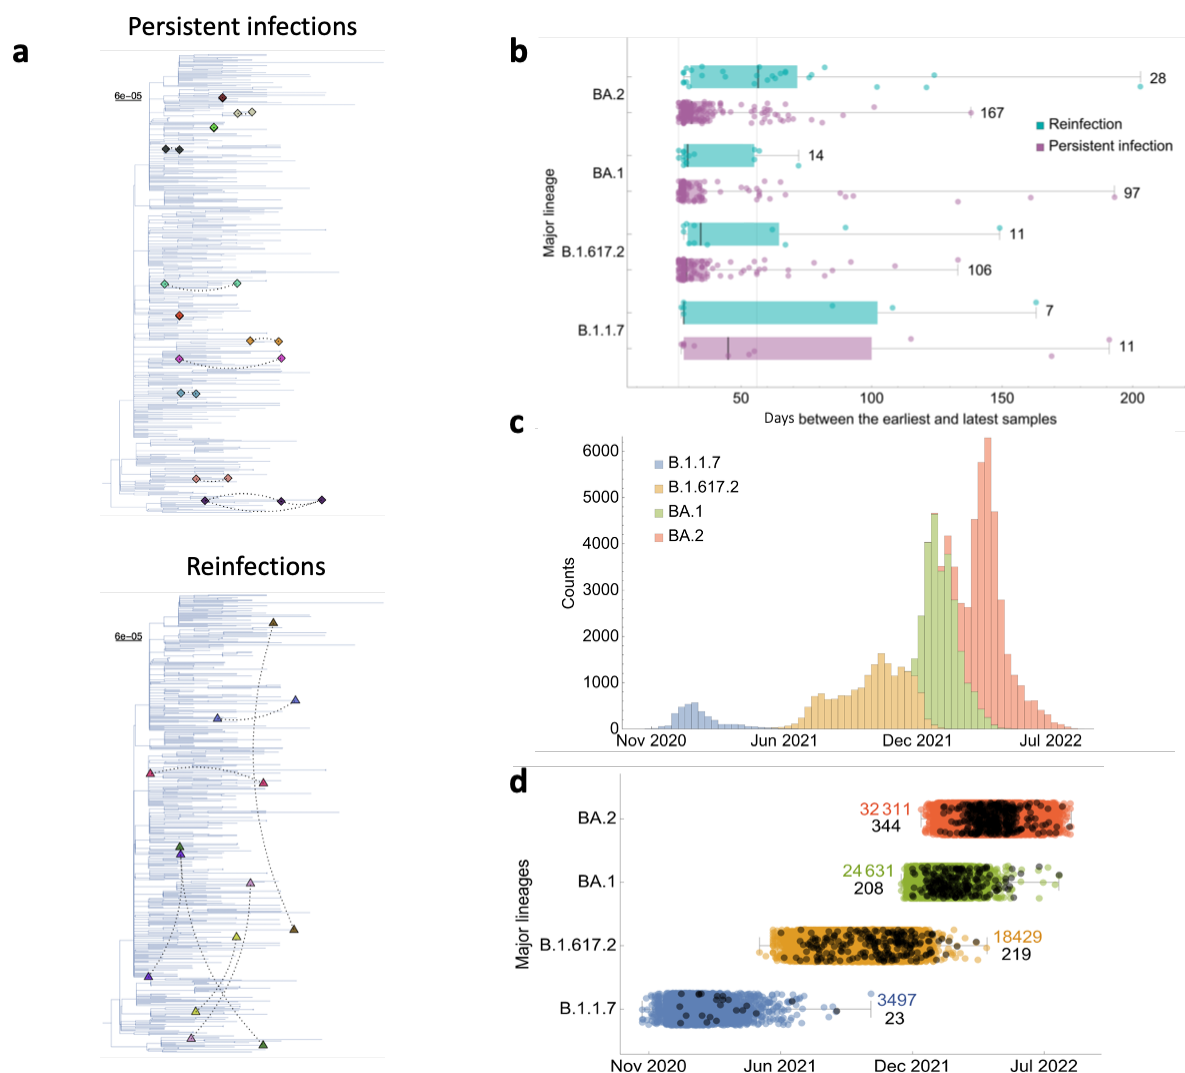 Persistent infections
a
6e-05
Reinfections
6e-05
b
BA.2
BA.1
B.1.617.2
B.1.1.7
Major lineage
28
167
14
97
11
106
7
11
Reinfection
Persistent infection
50
100
150
200
Days between the earliest and latest samples
c
6000
5000
4000
3000
2000
1000
0
Counts
B.1.1.7
B.1.617.2
BA.1
BA.2
Nov 2020
Jun 2021
Dec 2021
Jul 2022
d
Major lineages
BA.2
32 311
344
BA.1
24 631
208
B.1.617.2
18429
219
B.1.1.7
3497
23
Nov 2020
Jun 2021
Dec 2021
Jul 2022